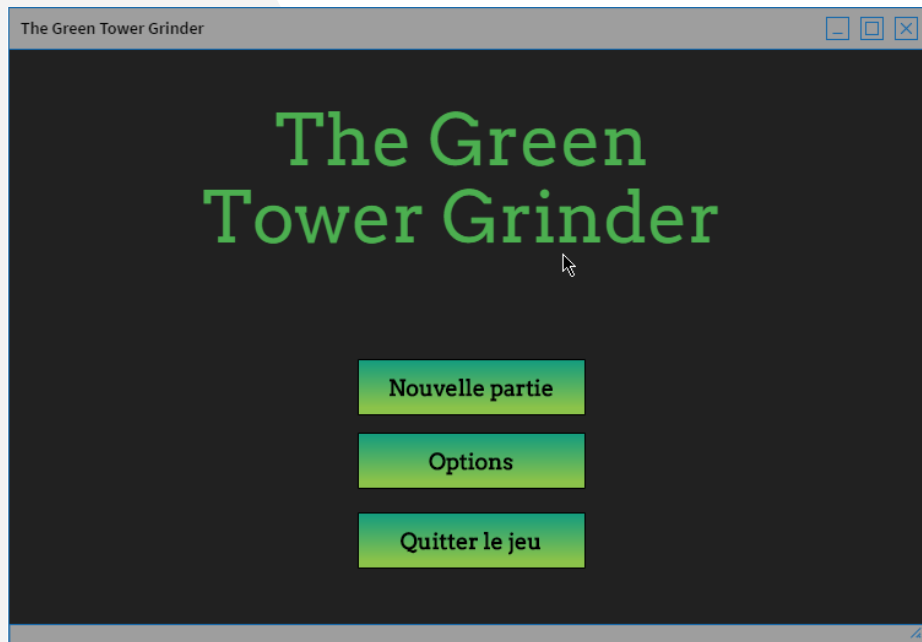 The Green Tower Grinder
The Green
Tower Grinder
Nouvelle partie
Options
Quitter le jeu